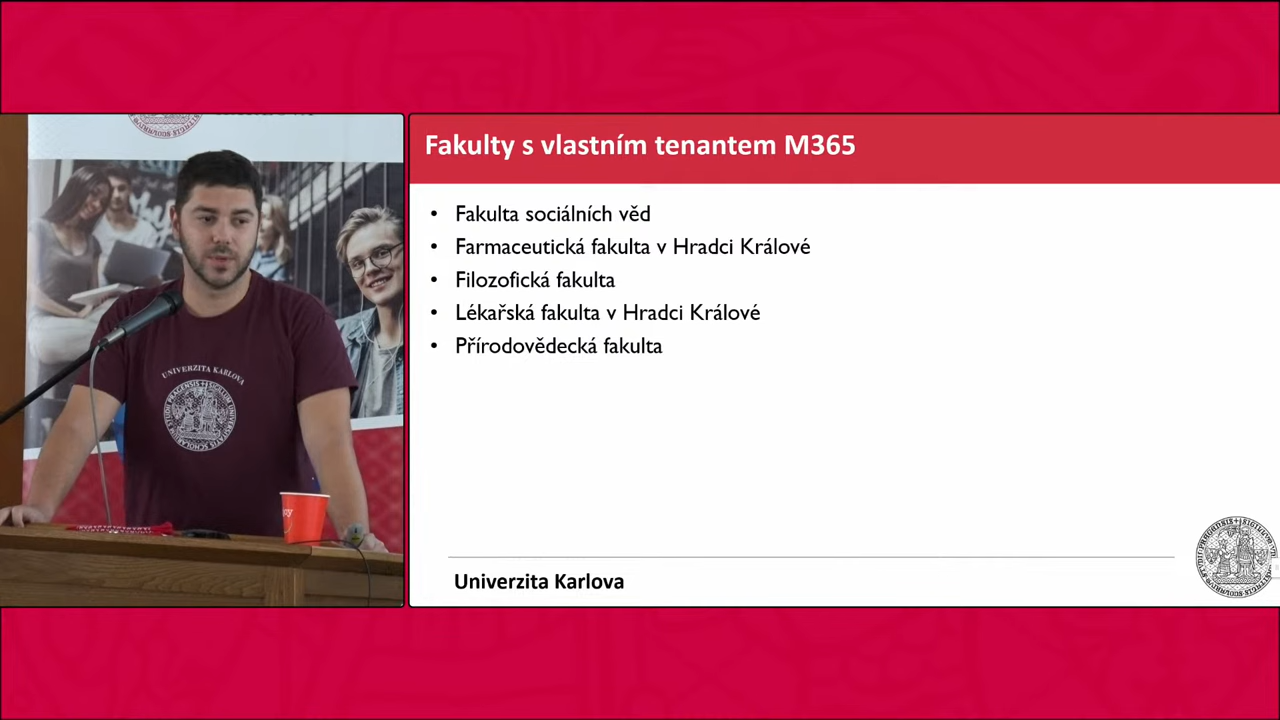 Fakulty s vlastním tenantem M365
• Fakulta sociálních věd
• Farmaceutická fakulta v Hradci Králové
• Filozofická fakulta
• Lékařská fakulta v Hradci Králové
• Přírodovědecká fakulta
Univerzita Karlova
UNIVERZITA KARLOVA